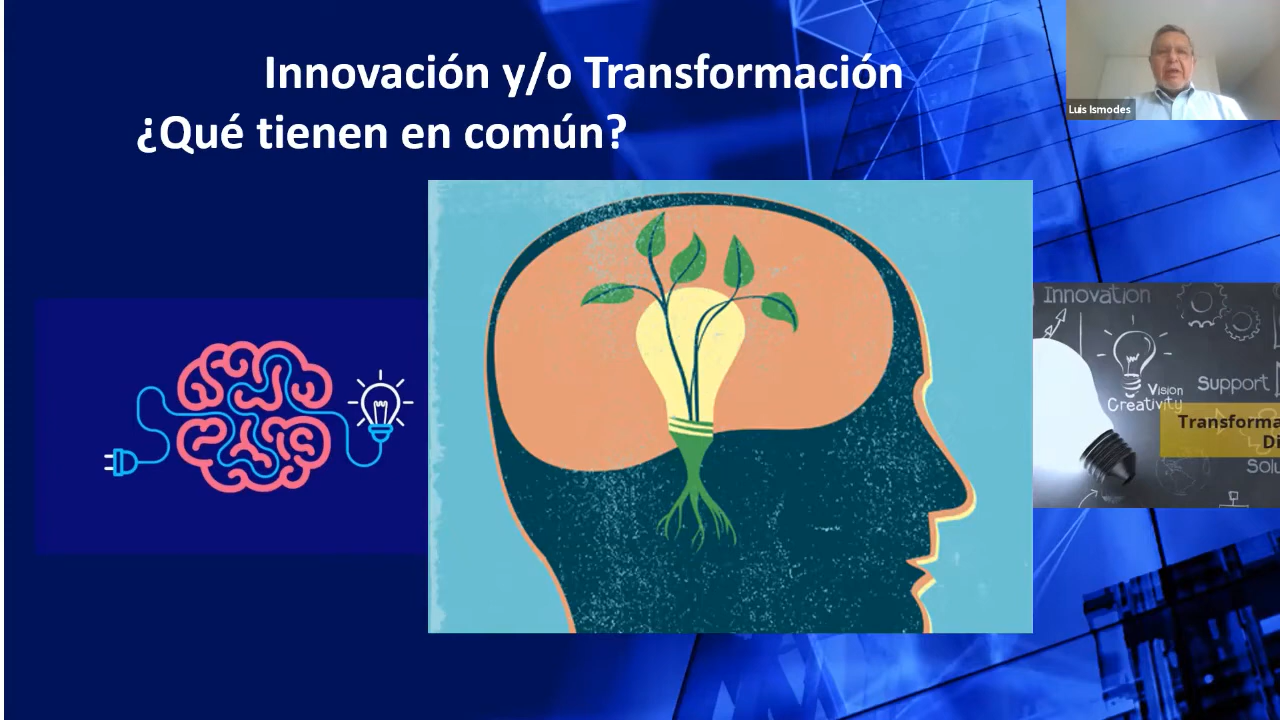 Innovación y/o Transformación
¿Qué tienen en común?
Luis Ismodes
Innovation
Vision
Support
Creativity